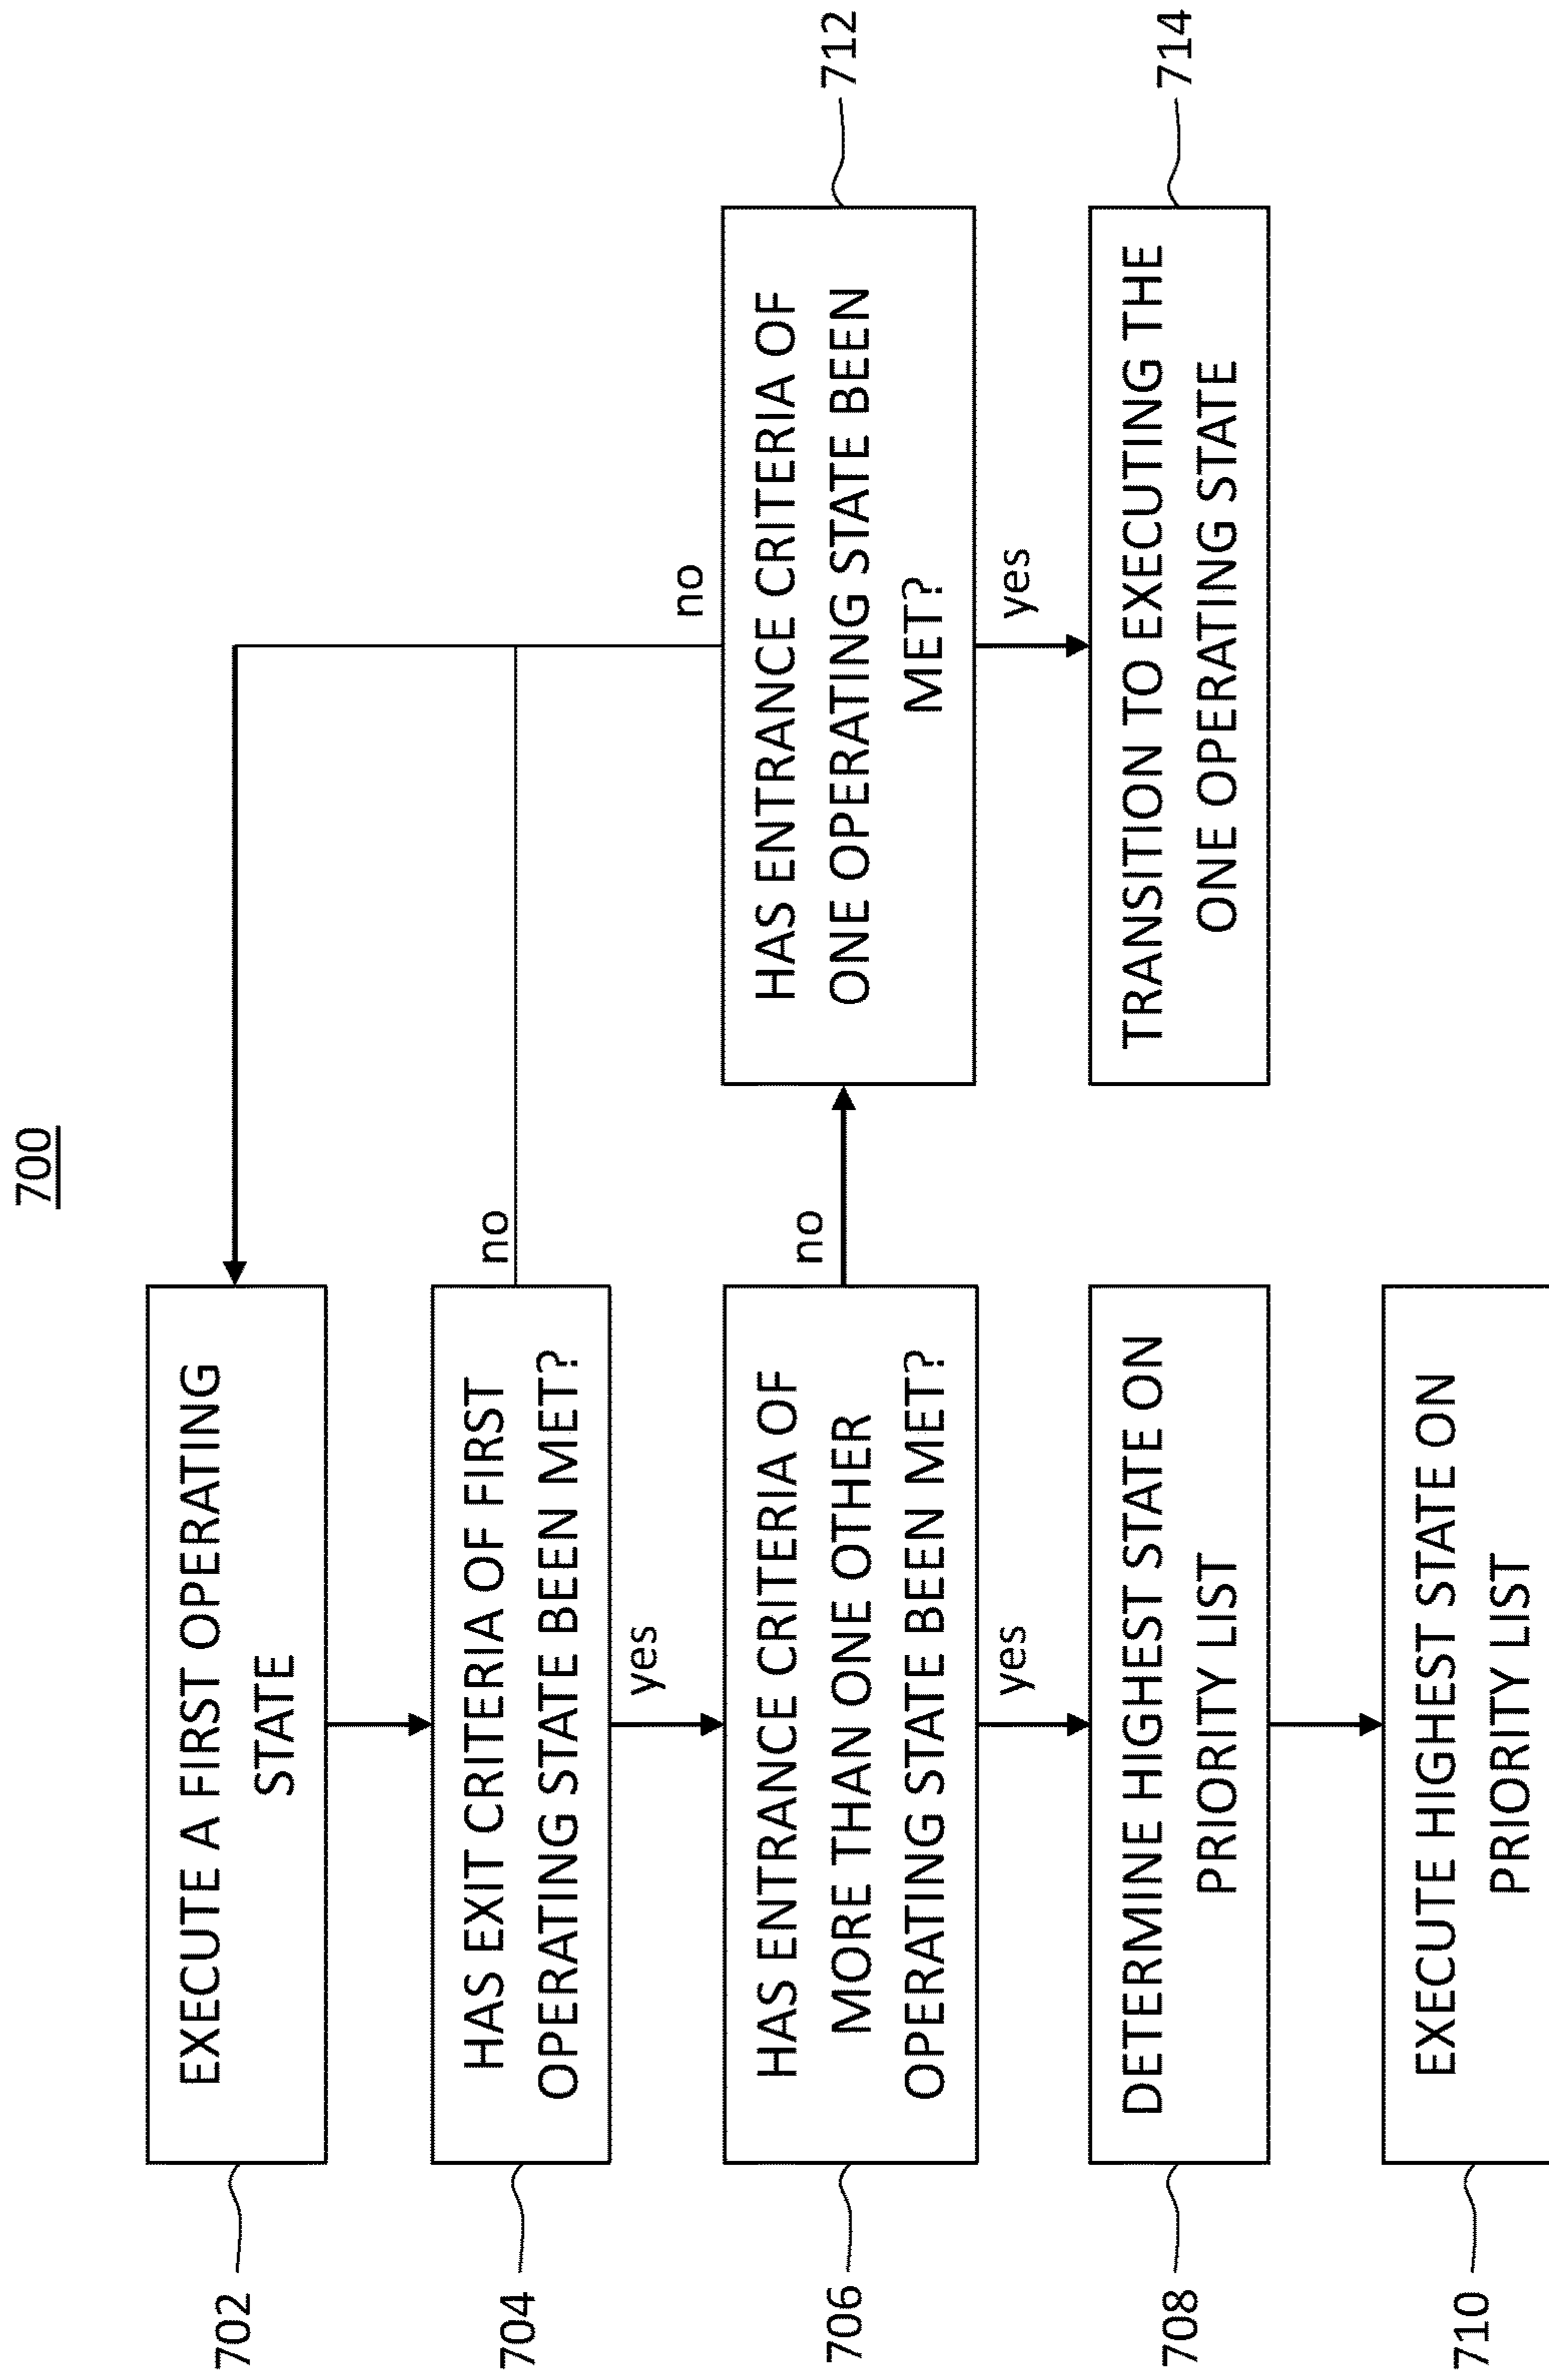 700
702
EXECUTE A FIRST OPERATING
STATE
704
HAS EXIT CRITERIA OF FIRST
OPERATING STATE BEEN MET?
no
yes
706
HAS ENTRANCE CRITERIA OF
MORE THAN ONE OTHER
OPERATING STATE BEEN MET?
no
yes
708
DETERMINE HIGHEST STATE ON
PRIORITY LIST
710
EXECUTE HIGHEST STATE ON
PRIORITY LIST
no
HAS ENTRANCE CRITERIA OF
ONE OPERATING STATE BEEN
MET?
712
yes
TRANSITION TO EXECUTING THE
ONE OPERATING STATE
714